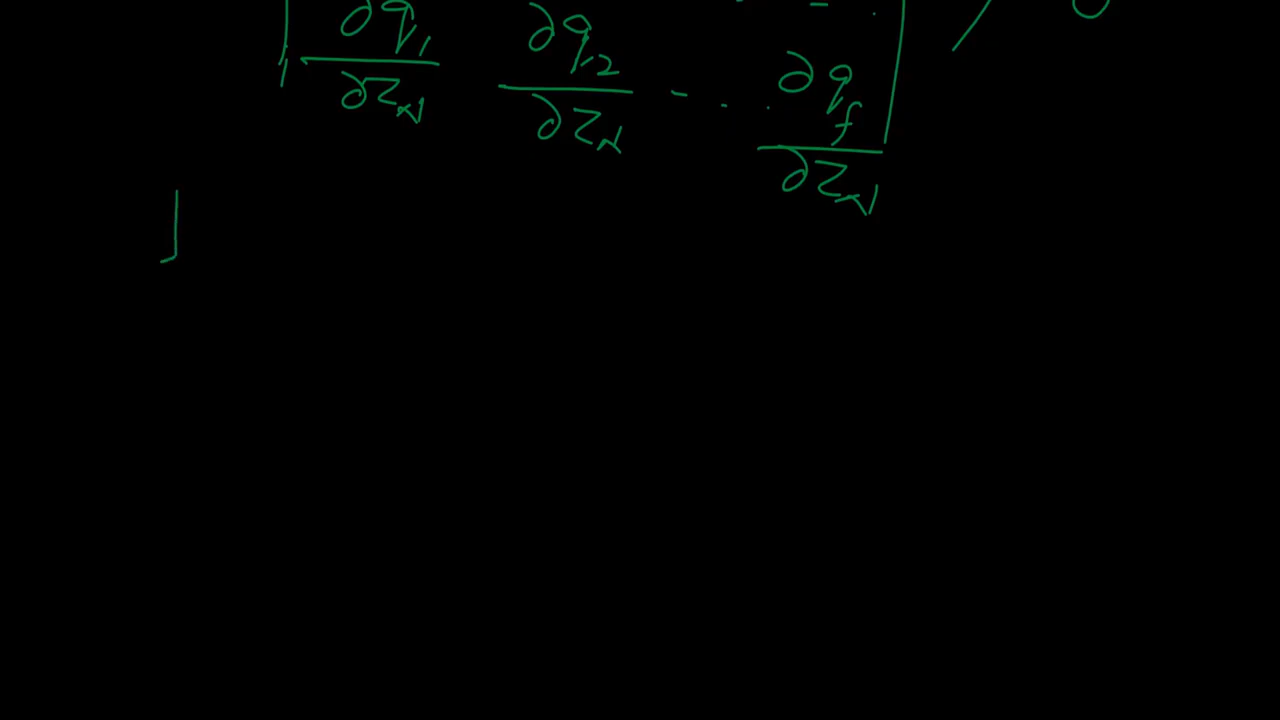 ∂q₁/∂z_N ∂q₂/∂z_N - . . . ∂q_f/∂z_N